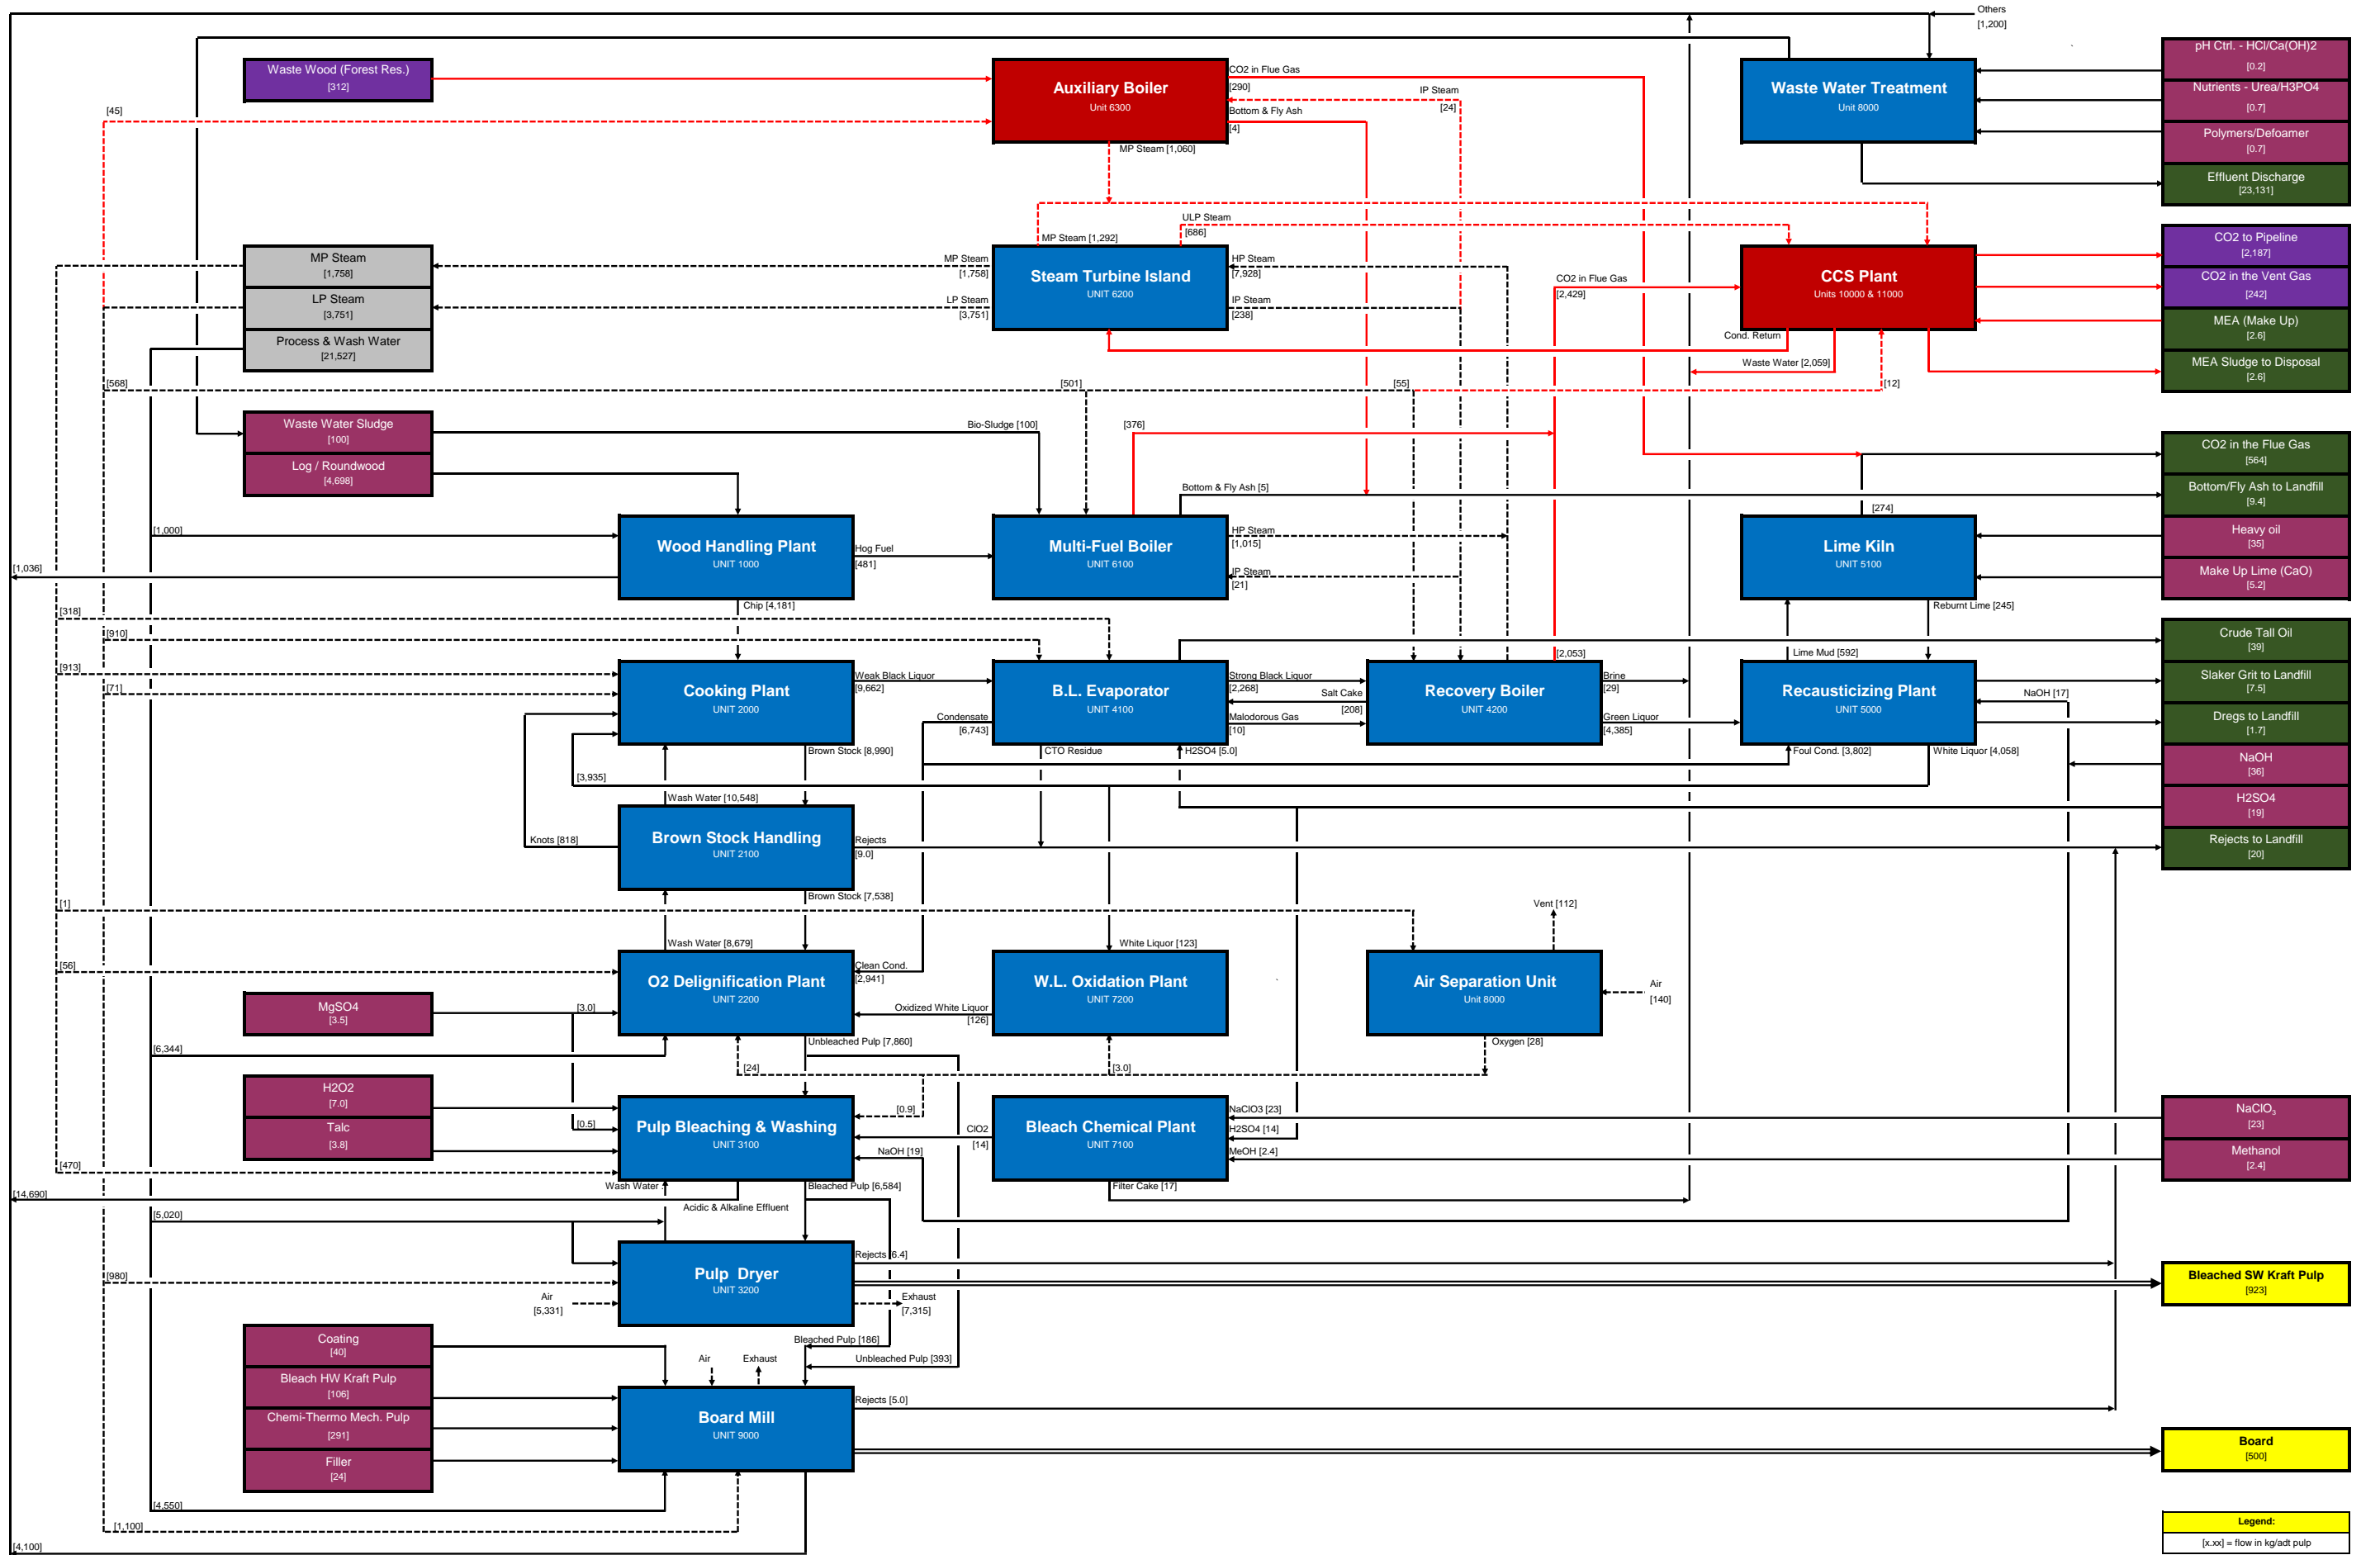 Others
[1,200]
pH Ctrl. - HCl/Ca(OH)2
[0.2]
Waste Wood (Forest Res.)
[312]
Auxiliary Boiler
Unit 6300
CO2 in Flue Gas
[290]
IP Steam
[24]
Bottom & Fly Ash
[4]
MP Steam [1,060]
[45]
Waste Water Treatment
Unit 8000
Nutrients - Urea/H3PO4
[0.7]
Polymers/Defoamer
[0.7]
Effluent Discharge
[23,131]
ULP Steam
[686]
MP Steam [1,292]
MP Steam
[1,758]
LP Steam
[3,751]
Process & Wash Water
[21,527]
MP Steam
[1,758]
LP Steam
[3,751]
Steam Turbine Island
UNIT 6200
HP Steam
[7,928]
IP Steam
[238]
CO2 in Flue Gas
[2,429]
CCS Plant
Units 10000 & 11000
Cond. Return
Waste Water [2,059]
[12]
CO2 to Pipeline
[2,187]
CO2 in the Vent Gas
[242]
MEA (Make Up)
[2.6]
MEA Sludge to Disposal
[2.6]
[568]
[501]
[55]
Waste Water Sludge
[100]
Log / Roundwood
[4,698]
Bio-Sludge [100]
[376]
CO2 in the Flue Gas
[564]
Bottom/Fly Ash to Landfill
[9.4]
Heavy oil
[35]
Make Up Lime (CaO)
[5.2]
Bottom & Fly Ash [5]
[274]
[1,000]
[1,036]
Wood Handling Plant
UNIT 1000
Hog Fuel
[481]
Multi-Fuel Boiler
UNIT 6100
HP Steam
[1,015]
IP Steam
[21]
Lime Kiln
UNIT 5100
Chip [4,181]
Reburnt Lime [245]
[318]
[910]
[913]
[71]
Cooking Plant
UNIT 2000
Weak Black Liquor
[9,662]
Condensate
[6,743]
B.L. Evaporator
UNIT 4100
Strong Black Liquor
[2,268]
Salt Cake
[208]
Malodorous Gas
[10]
Recovery Boiler
UNIT 4200
[2,053]
Brine
[29]
Green Liquor
[4,385]
Lime Mud [592]
Recausticizing Plant
UNIT 5000
NaOH [17]
Crude Tall Oil
[39]
Slaker Grit to Landfill
[7.5]
Dregs to Landfill
[1.7]
NaOH
[36]
H2SO4
[19]
Rejects to Landfill
[20]
Brown Stock [8,990]
CTO Residue
H2SO4 [5.0]
Foul Cond. [3,802]
White Liquor [4,058]
[3,935]
Wash Water [10,548]
Knots [818]
Brown Stock Handling
UNIT 2100
Rejects
[9.0]
Brown Stock [7,538]
[1]
Vent [112]
Wash Water [8,679]
White Liquor [123]
[56]
O2 Delignification Plant
UNIT 2200
Clean Cond.
[2,941]
Oxidized White Liquor
[126]
W.L. Oxidation Plant
UNIT 7200
Air Separation Unit
Unit 8000
Air
[140]
MgSO4
[3.5]
[3.0]
[6,344]
Unbleached Pulp [7,860]
Oxygen [28]
[24]
[3.0]
H2O2
[7.0]
Talc
[3.8]
[0.5]
Pulp Bleaching & Washing
UNIT 3100
[0.9]
ClO2
[14]
NaOH [19]
Bleach Chemical Plant
UNIT 7100
NaClO3 [23]
H2SO4 [14]
MeOH [2.4]
NaClO3
[23]
Methanol
[2.4]
[470]
Wash Water
Bleached Pulp [6,584]
Filter Cake [17]
[14,690]
Acidic & Alkaline Effluent
[5,020]
Pulp Dryer
UNIT 3200
Rejects [6.4]
[980]
Air
[5,331]
Exhaust
[7,315]
Bleached SW Kraft Pulp
[923]
Coating
[40]
Bleach HW Kraft Pulp
[106]
Chemi-Thermo Mech. Pulp
[291]
Filler
[24]
Bleached Pulp [186]
Air
Exhaust
Unbleached Pulp [393]
Board Mill
UNIT 9000
Rejects [5.0]
Board
[500]
[4,550]
[1,100]
[4,100]
Legend:
[x.xx] = flow in kg/adt pulp